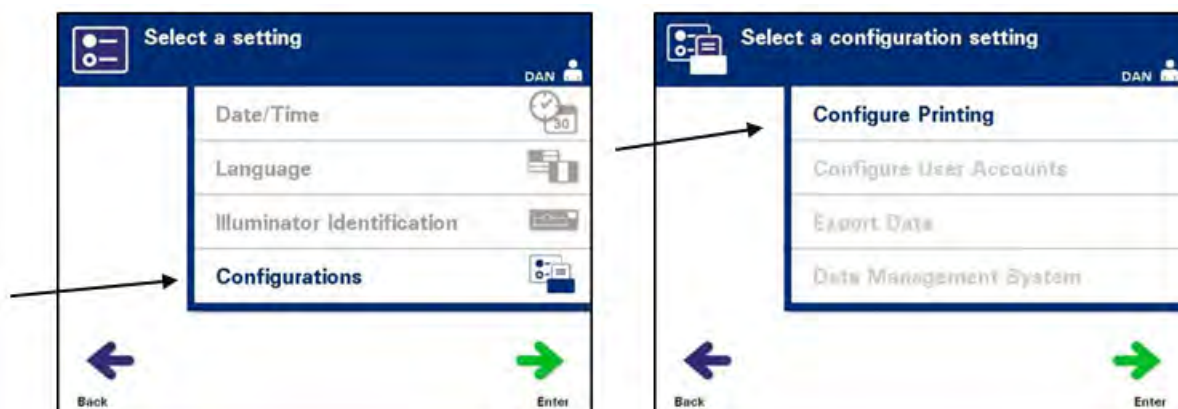 Select a setting
DAN
Date/Time
30
Language
Illuminator Identification
Configurations
Back
Enter
Select a configuration setting
DAN
Configure Printing
Configure User Accounts
Export Data
Data Management System
Back
Enter